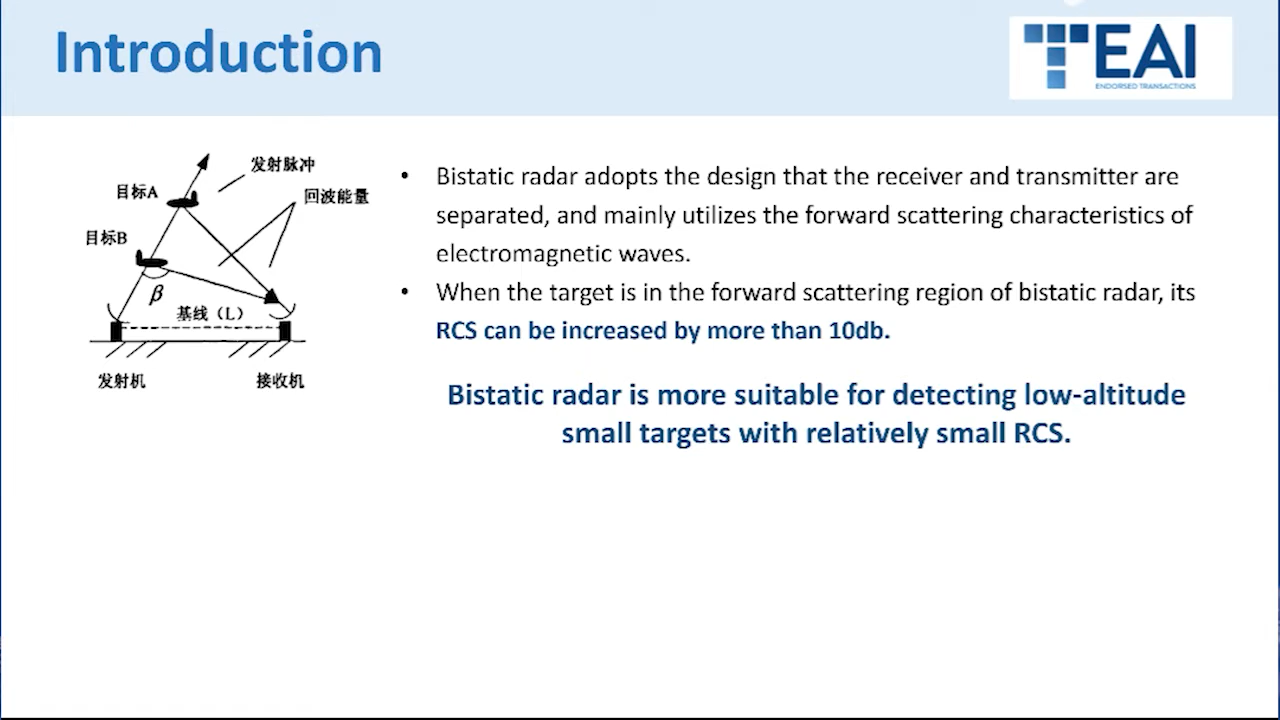 Introduction
TEAI
ENDORSED TRANSACTIONS
发射脉冲
目标A
回波能量
目标B
β
基线（L）
发射机
接收机
• Bistatic radar adopts the design that the receiver and transmitter are
separated, and mainly utilizes the forward scattering characteristics of
electromagnetic waves.
• When the target is in the forward scattering region of bistatic radar, its
RCS can be increased by more than 10db.
Bistatic radar is more suitable for detecting low-altitude
small targets with relatively small RCS.